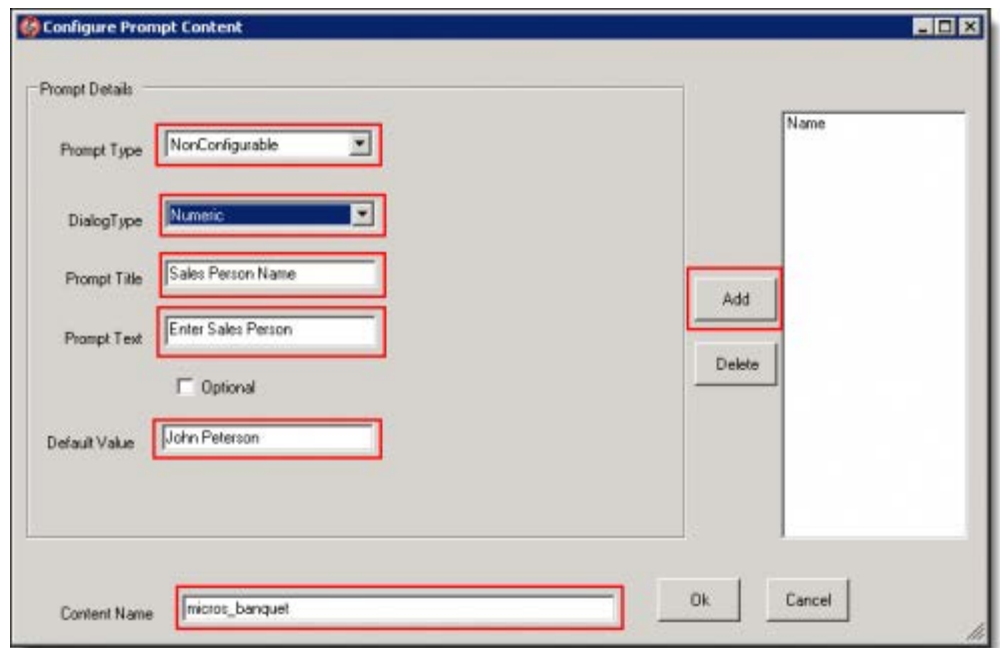 Configure Prompt Content
Prompt Details
Name
Prompt Type NonConfigurable
DialogType Numeric
Prompt Title Sales Person Name
Add
Prompt Text Enter Sales Person
Delete
Optional
Default Value John Peterson
Content Name micros_banquet Ok Cancel